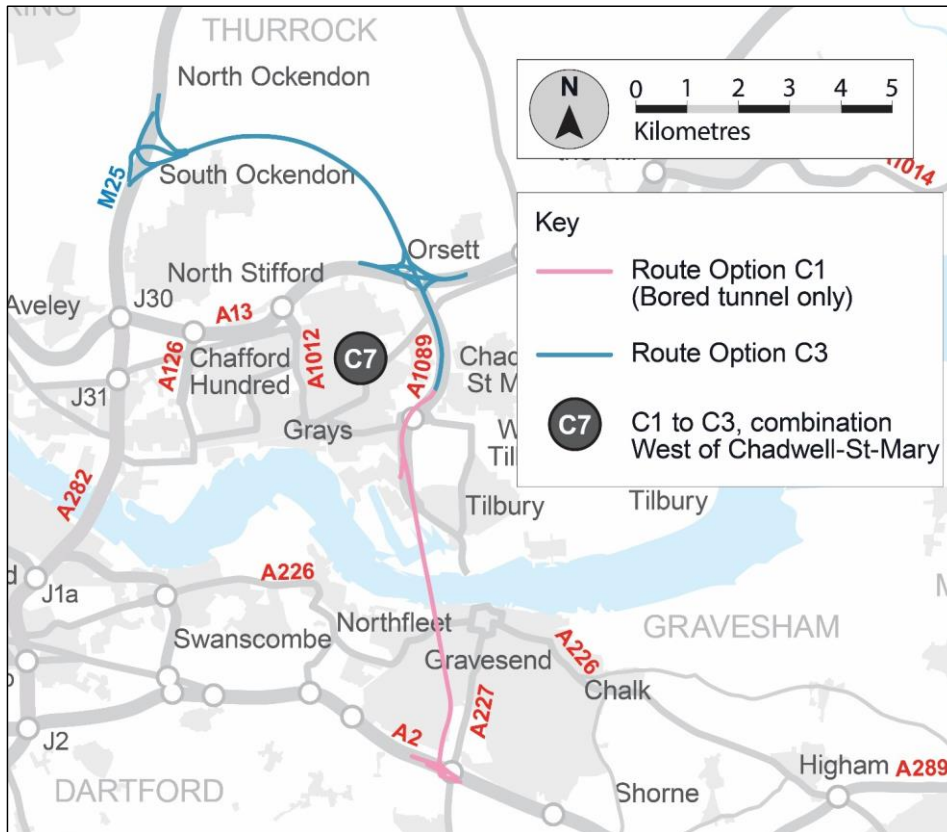 THURROCK
North Ockendon
N
0 1 2 3 4 5
Kilometres
A1014
M25
South Ockendon
Key
Orsett
Route Option C1
(Bored tunnel only)
North Stifford
Aveley
J30
A13
Route Option C3
A126
Chafford
Hundred
A1012
C7
A1089
J31
St M
C7
C1 to C3, combination
West of Chadwell-St-Mary
Grays
A282
Tilbury
Tilbury
J1a
A226
Northfleet
Swanscombe
GRAVESHAM
Gravesend
A226
Chalk
A227
J2
A2
Higham
A289
DARTFORD
Shorne